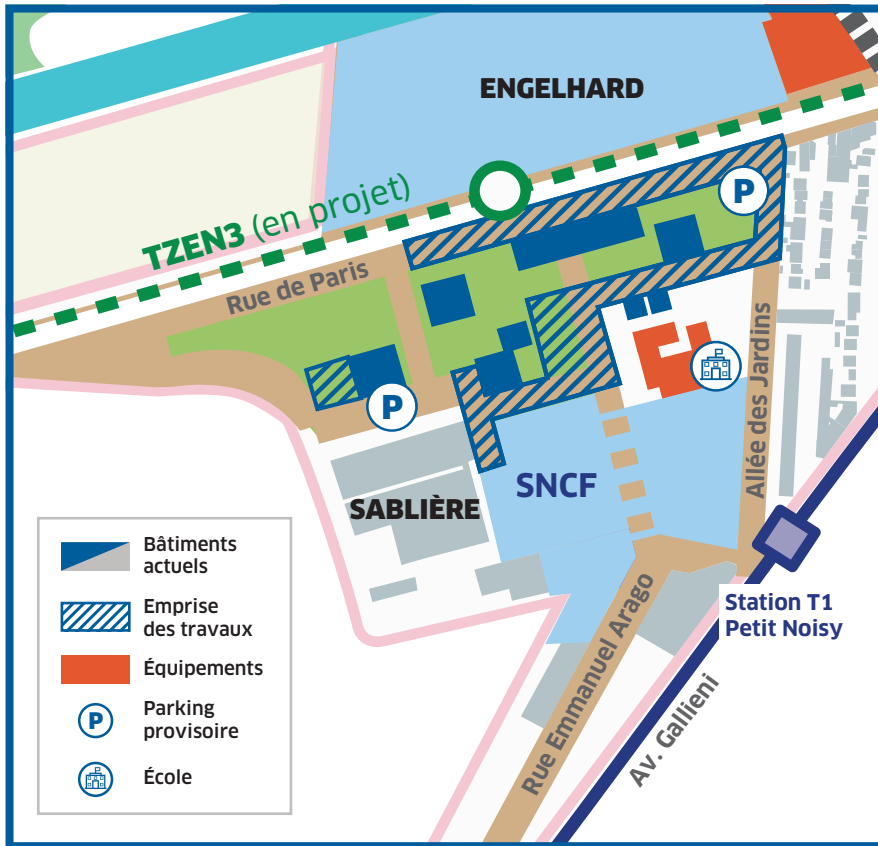 ENGELHARD
P
TZEN3 (en projet)
Rue de Paris
Allée des Jardins
P
SNCF
SABLIÈRE
Bâtiments
actuels
Emprise
des travaux
Équipements
P
Parking
provisoire
École
Station T1
Petit Noisy
Rue Emmanuel Arago
Av. Gallieni